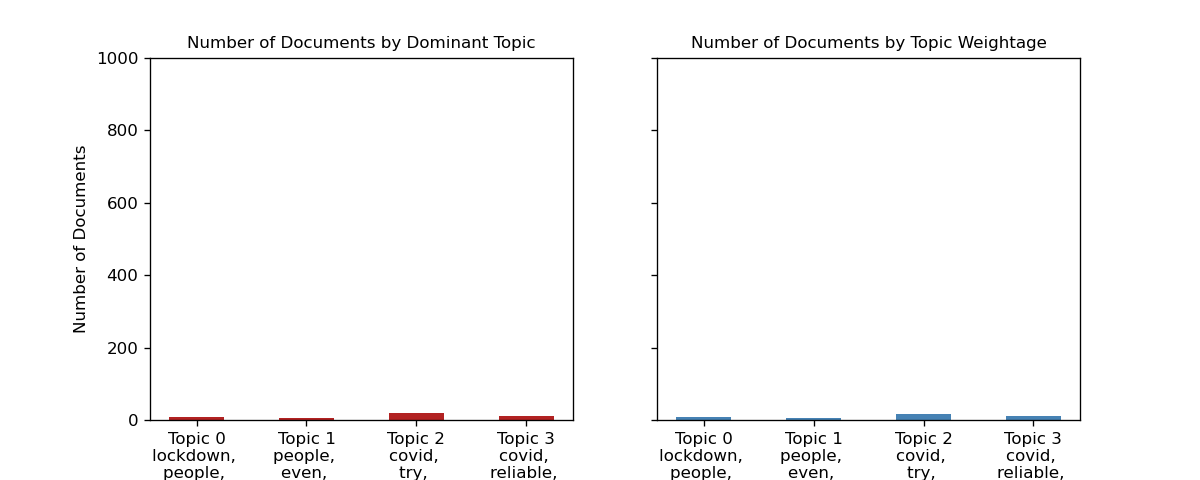 Number of Documents by Dominant Topic
Number of Documents by Topic Weightage
Number of Documents
1000
800
600
400
200
0
Topic 0
lockdown,
people,
Topic 1
people,
even,
Topic 2
covid,
try,
Topic 3
covid,
reliable,
Topic 0
lockdown,
people,
Topic 1
people,
even,
Topic 2
covid,
try,
Topic 3
covid,
reliable,